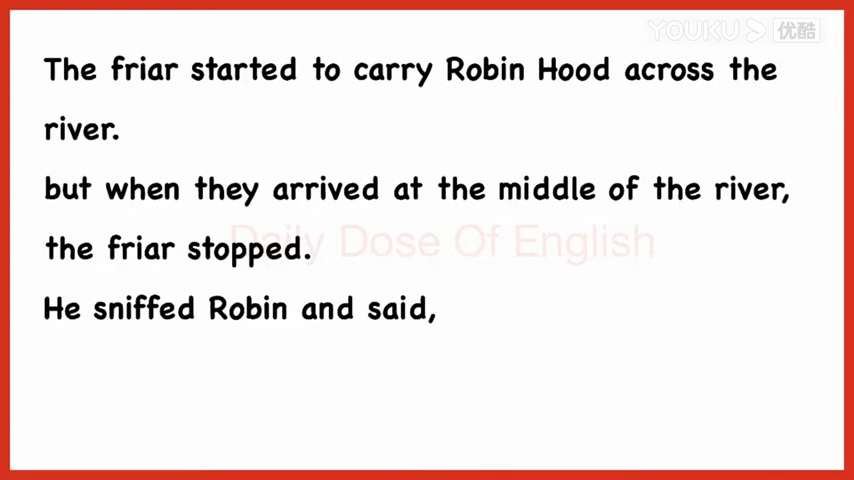 YOUKU 优酷
The friar started to carry Robin Hood across the
river.
but when they arrived at the middle of the river,
the friar stopped.
Daily Dose Of English
He sniffed Robin and said,